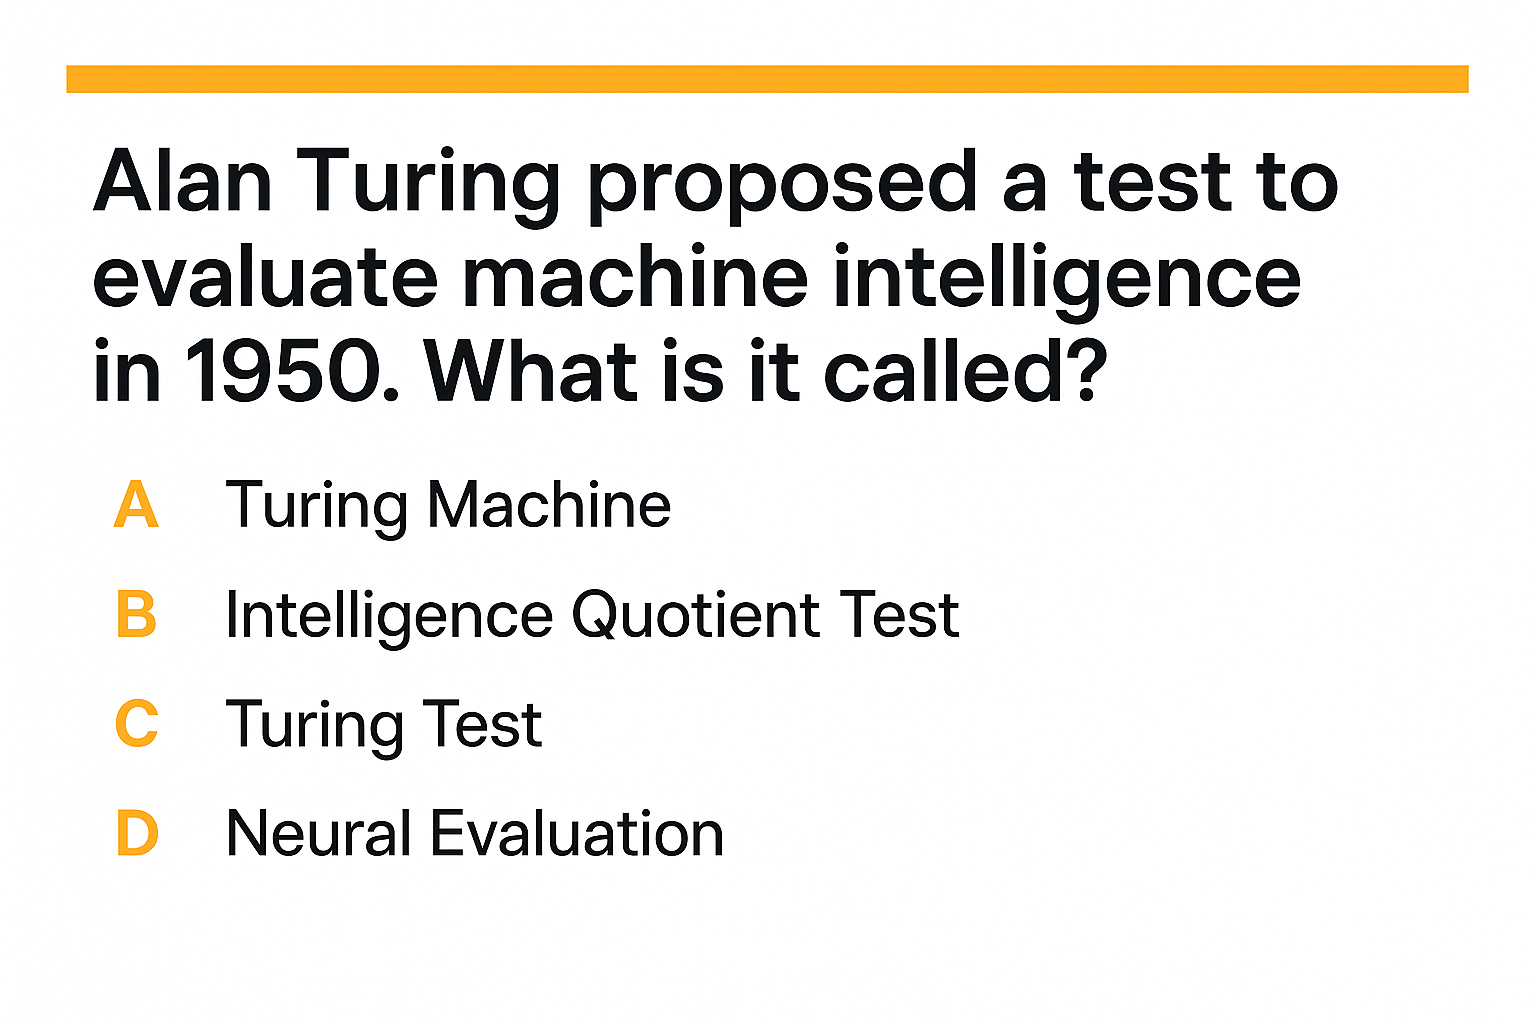 Alan Turing proposed a test to
evaluate machine intelligence
in 1950. What is it called?
A Turing Machine
B Intelligence Quotient Test
C Turing Test
D Neural Evaluation